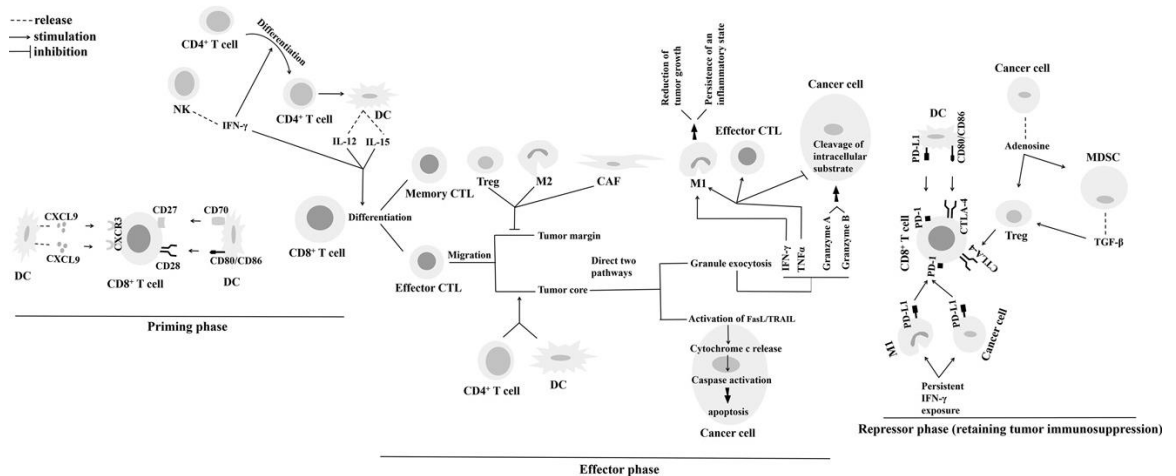 release
stimulation
inhibition
CD4⁺ T cell
Differentiation
NK
IFN-γ
CD4⁺ T cell
DC
IL-12
IL-15
CXCL9
CXCL9
DC
CXCR3
CD27
CD28
CD8⁺ T cell
CD70
CD80/CD86
DC
Priming phase
CD8⁺ T cell
Differentiation
Memory CTL
Effector CTL
Treg
M2
CAF
Migration
Tumor margin
Tumor core
CD4⁺ T cell
DC
Direct two
pathways
Granule exocytosis
Activation of FasL/TRAIL
Cytochrome c release
Caspase activation
apoptosis
Cancer cell
Reduction of
tumor growth
Persistence of an
inflammatory state
M1
Effector CTL
IFN-γ
TNFα
Granzyme A
Granzyme B
Cancer cell
Cleavage of
intracellular
substrate
Effector phase
DC
PD-L1
CD80/CD86
CD8⁺ T cell
PD-1
CTLA-4
CTLA-4
PD-1
PD-L1
PD-L1
M1
Cancer cell
Persistent
IFN-γ
exposure
Cancer cell
Adenosine
MDSC
Treg
TGF-β
Repressor phase (retaining tumor immunosuppression)